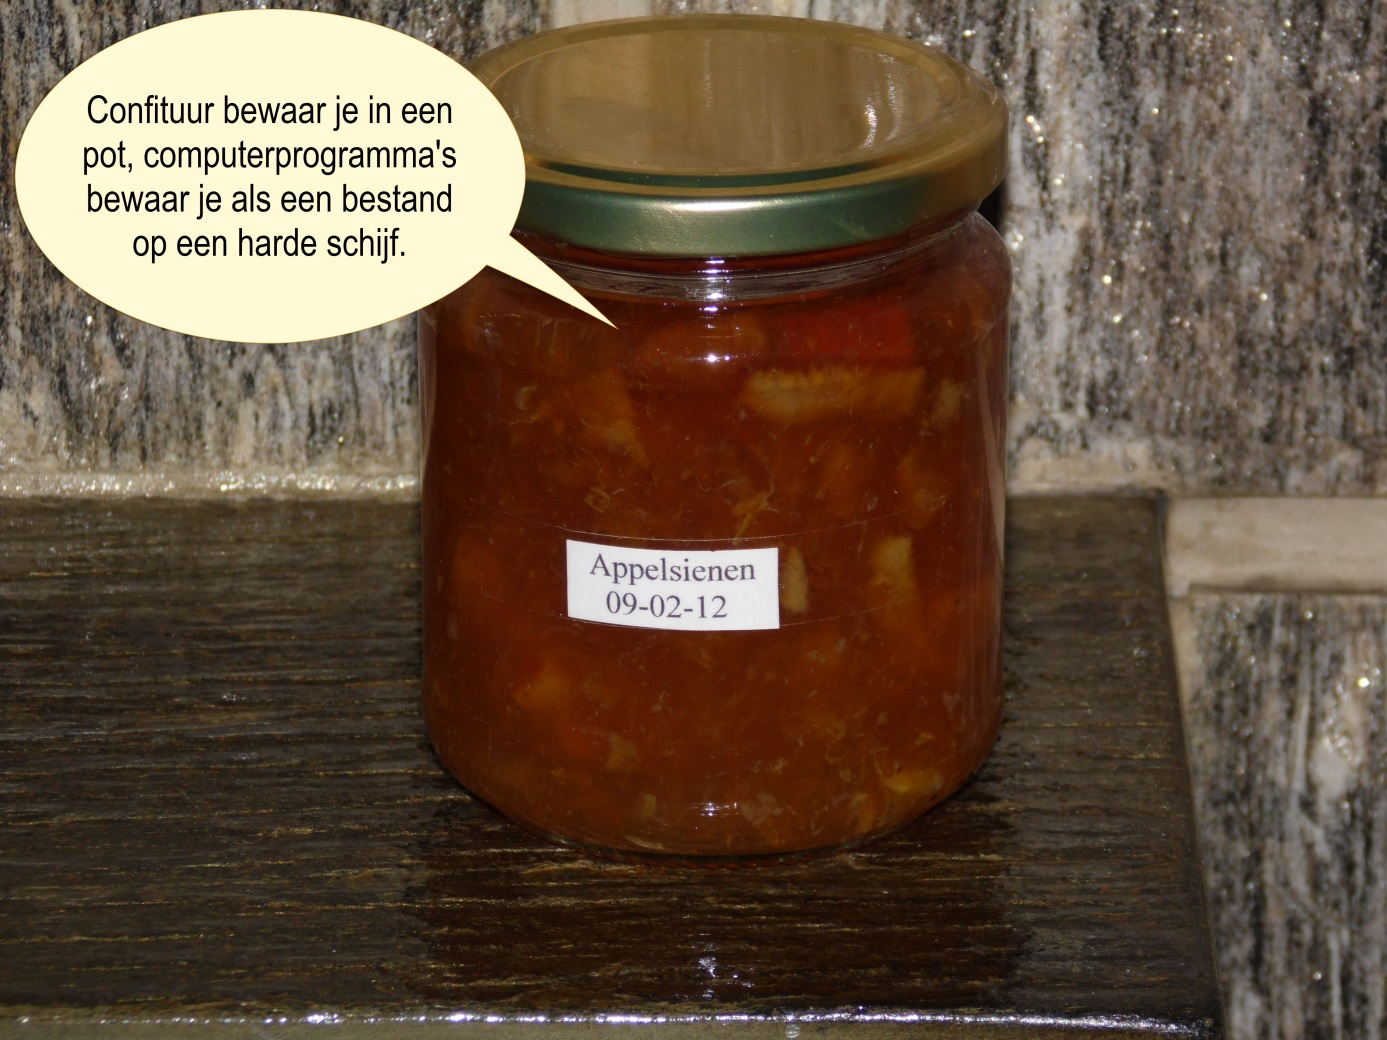 Confituur bewaar je in een
pot, computerprogramma's
bewaar je als een bestand
op een harde schijf.
Appelsienen
09-02-12